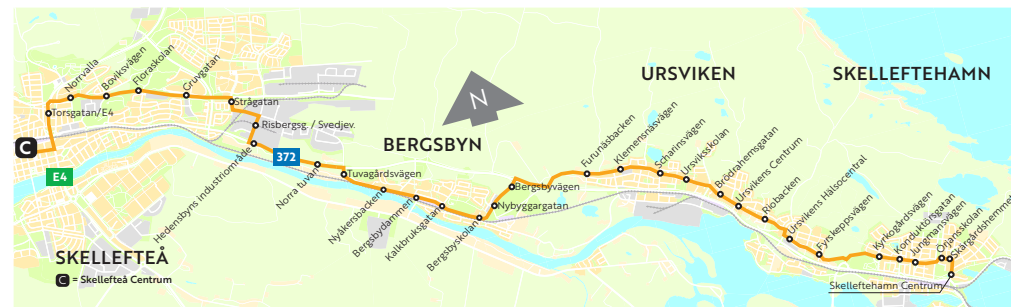 Torsgatan/E4
Norrvalla
Boviksvägen
Floraskolan
Gruvgatan
Strågatan
Risbergsg. / Svedjev.
Hedensbyns industriområde
372
Norra tuvan
Tuvagårdsvägen
Nyåkersbacken
Bergsbydammen
Kalkbruksgatan
Bergsbyskolan
Nybyggargatan
Bergsbyvägen
Furunäsbacken
Klemensnäsvägen
Scharinsvägen
Ursviksskolan
Brödrahemsgatan
Ursvikens Centrum
Riobacken
Ursvikens Hälsocentral
Fyrskeppsvägen
Kyrkogårdsvägen
Konduktörsgatan
Jungmansvägen
Örjansskolan
Skärgårdshemmet
Skelleftehamn Centrum
C
E4
N
BERGSBYN
URSVIKEN
SKELLEFTEHAMN
SKELLEFTEÅ
C = Skellefteå Centrum